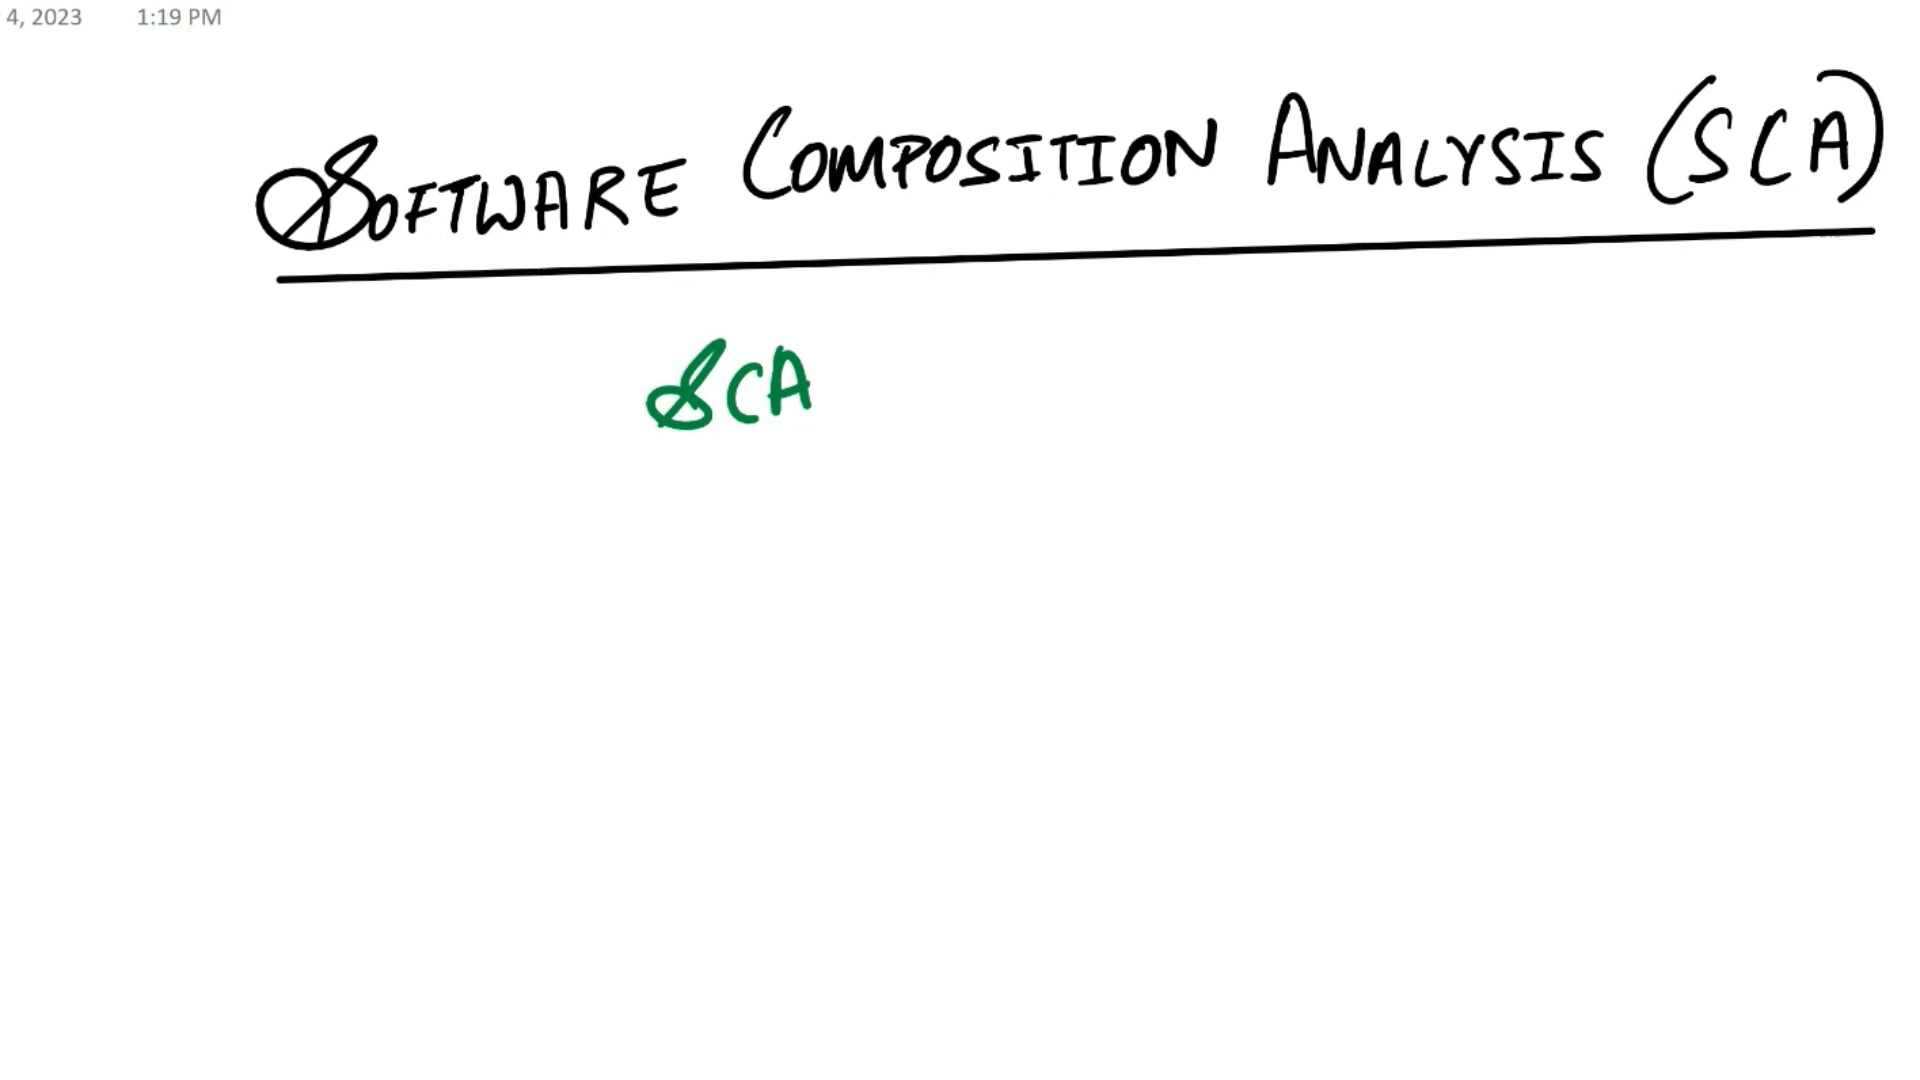 4, 2023 1:19 PM
SOFTWARE COMPOSITION ANALYSIS (SCA)
SCA